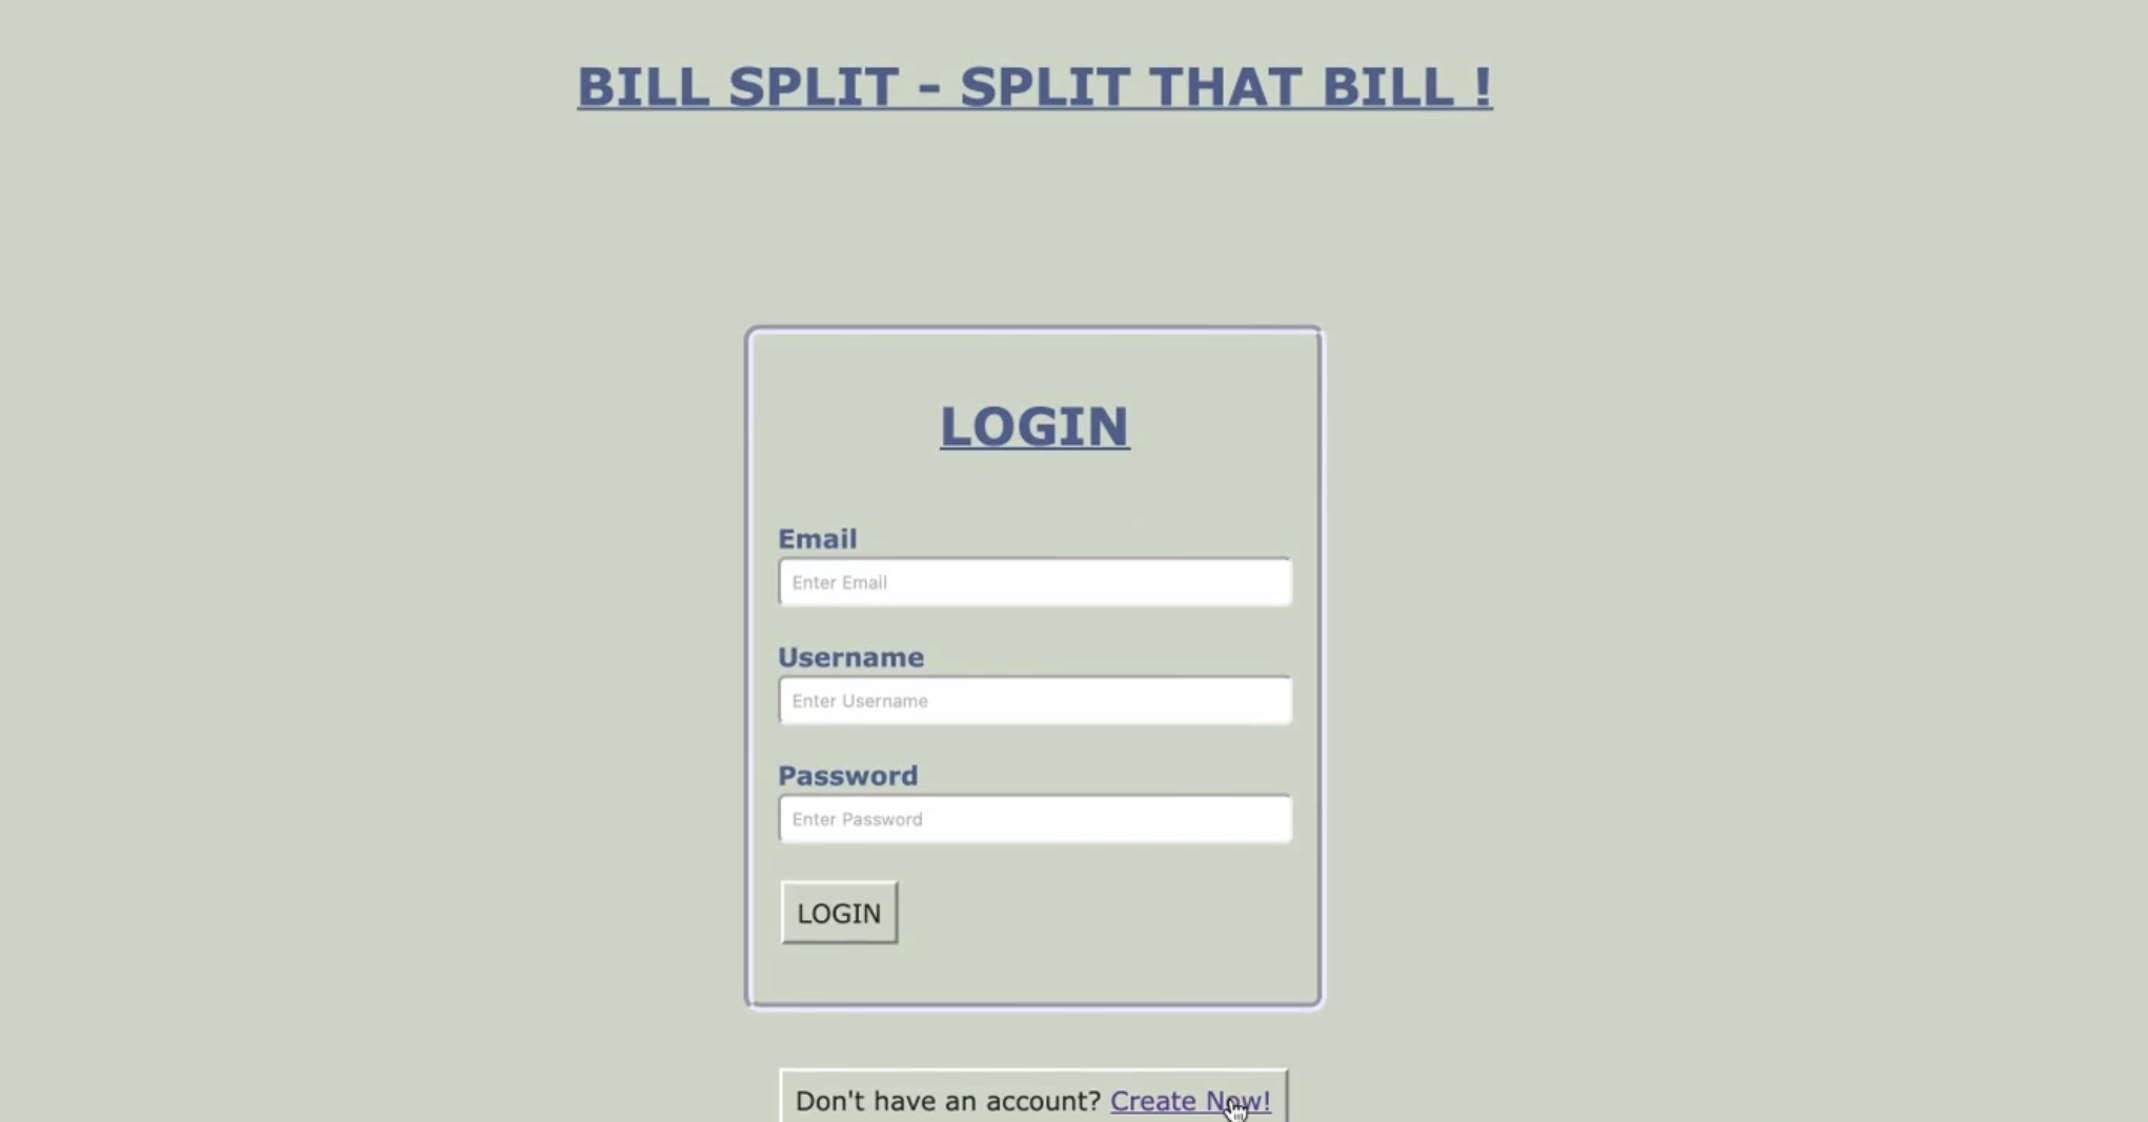 BILL SPLIT - SPLIT THAT BILL !
LOGIN
Email
Enter Email
Username
Enter Username
Password
Enter Password
LOGIN
Don't have an account? Create Now!